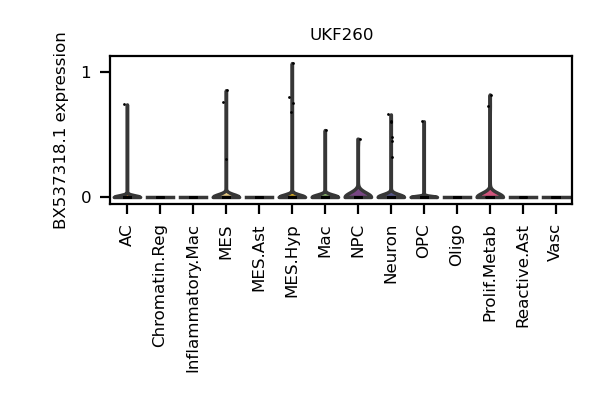 UKF260
BX537318.1 expression
1
0
AC
Chromatin.Reg
Inflammatory.Mac
MES
MES.Ast
MES.Hyp
Mac
NPC
Neuron
OPC
Oligo
Prolif.Metab
Reactive.Ast
Vasc